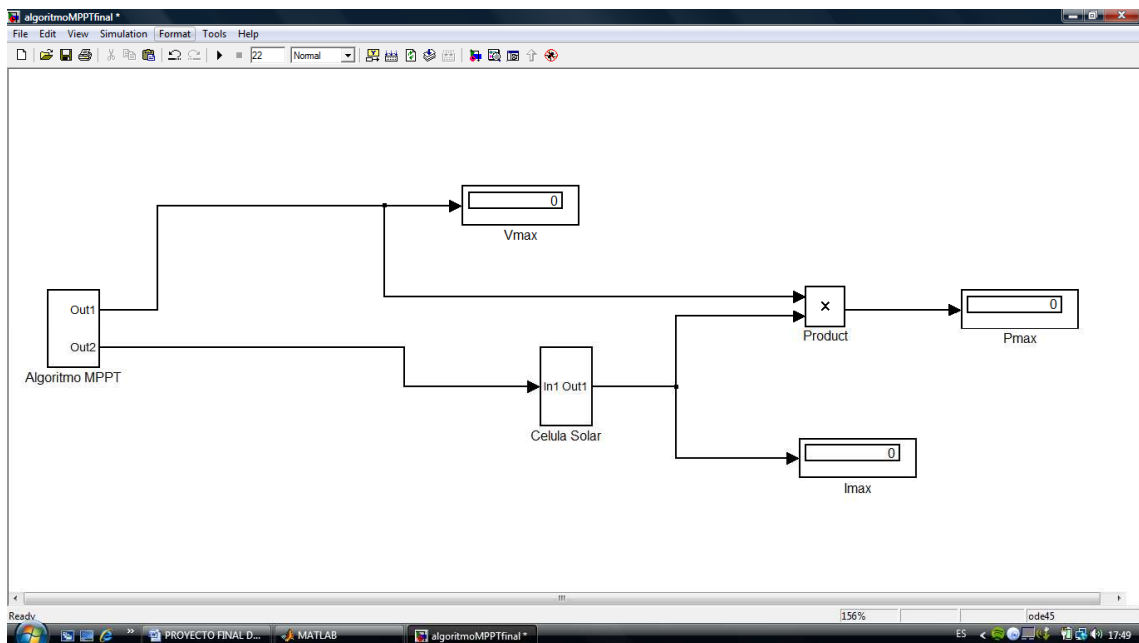 algoritmoMPPTfinal *
File Edit View Simulation Format Tools Help
22 Normal
0
Vmax
Out1
Out2
Algoritmo MPPT
×
Product
0
Pmax
In1 Out1
Celula Solar
0
Imax
Ready 156% ode45
PROYECTO FINAL D... MATLAB algoritmoMPPTfinal * ES 17:49